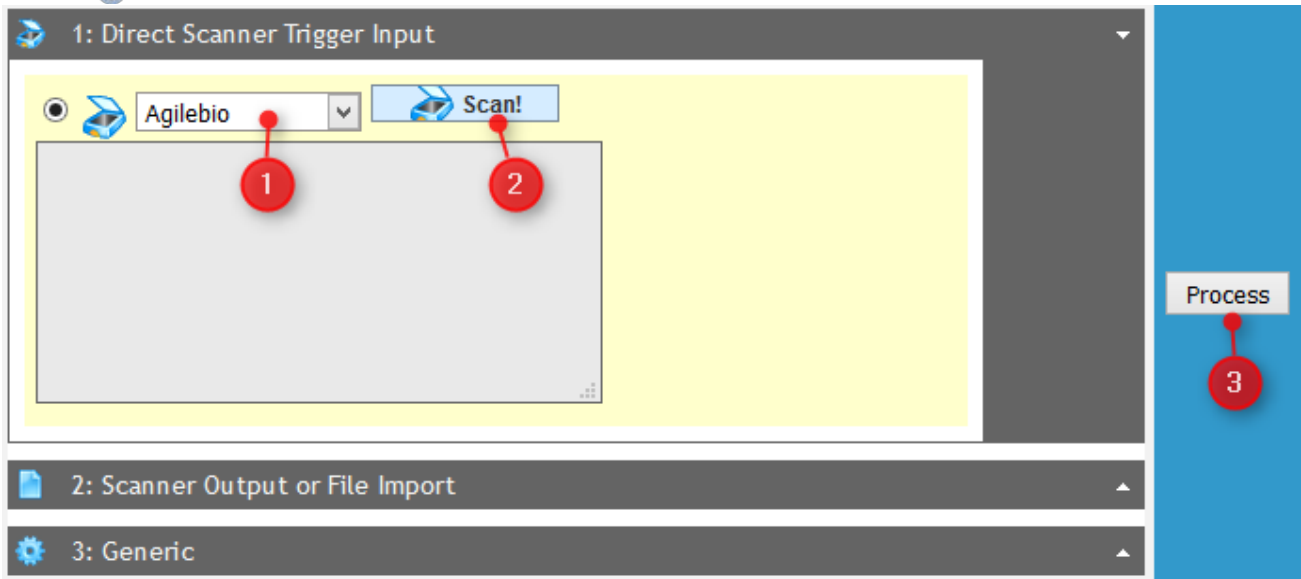 1: Direct Scanner Trigger Input
Agilebio
Scan!
1
2
Process
3
2: Scanner Output or File Import
3: Generic